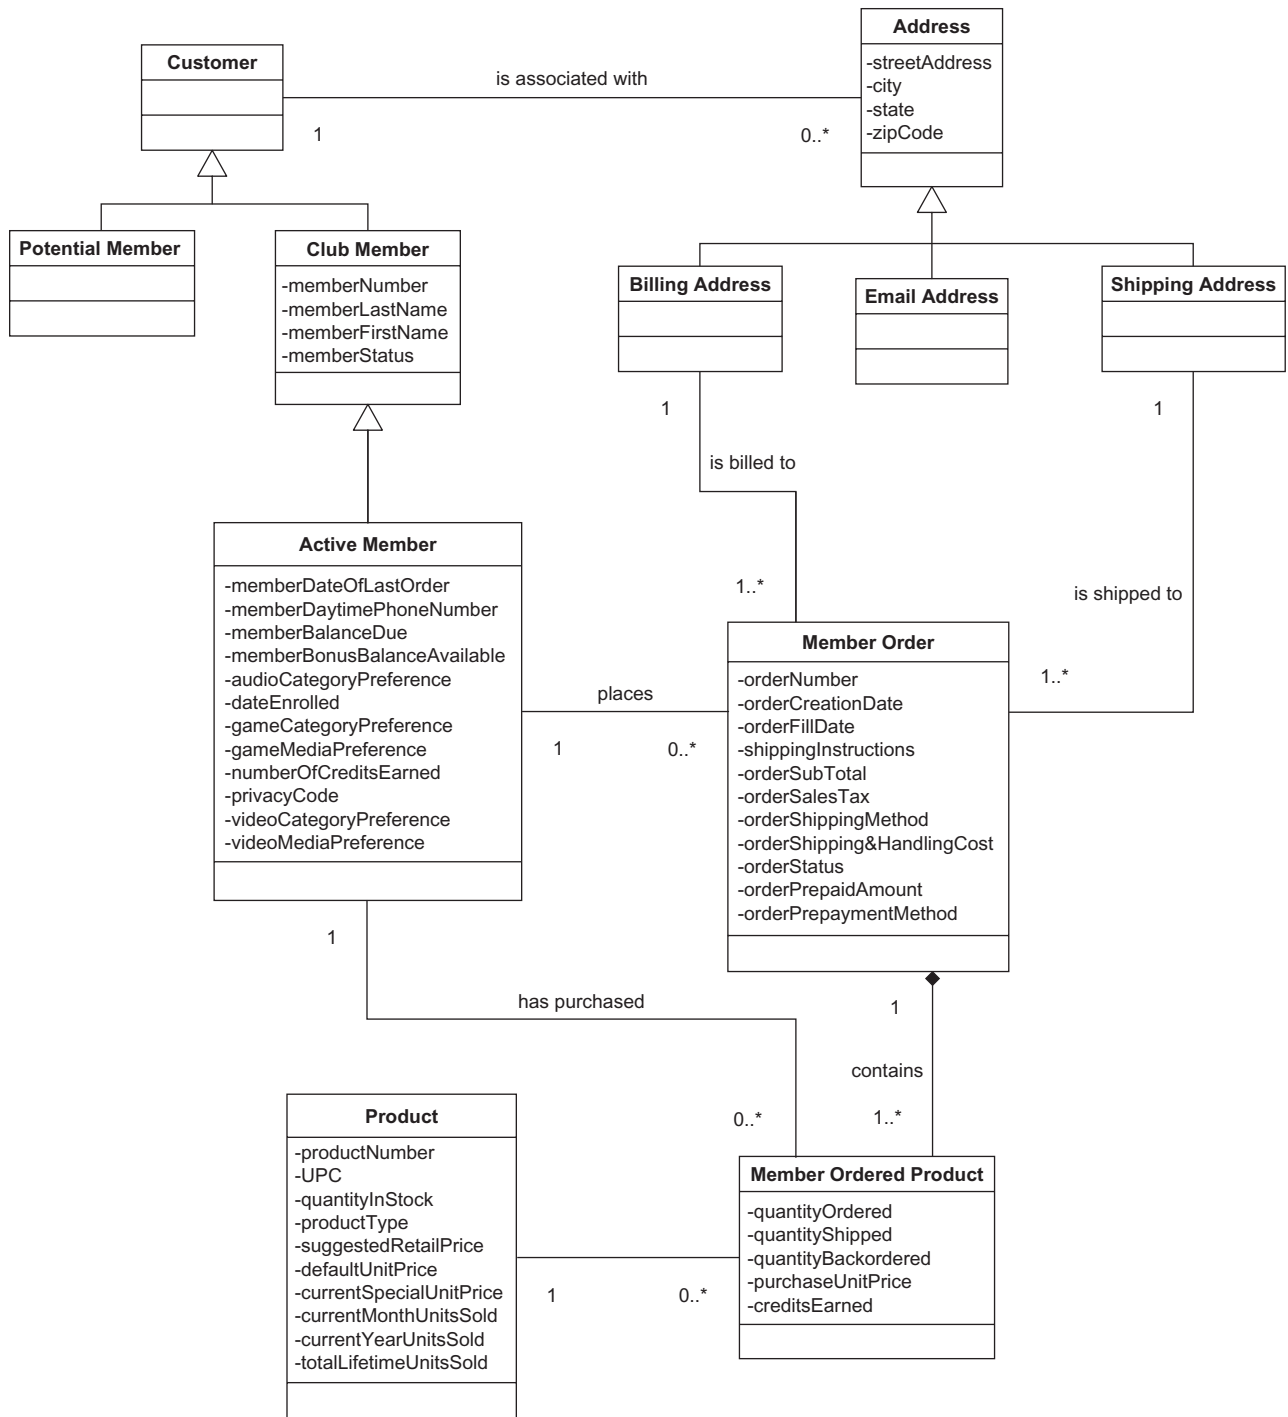 Customer
1
is associated with
0..*
Address
-streetAddress
-city
-state
-zipCode
Potential Member
Club Member
-memberNumber
-memberLastName
-memberFirstName
-memberStatus
Billing Address
Email Address
Shipping Address
1
is billed to
1..*
1
is shipped to
1..*
Active Member
-memberDateOfLastOrder
-memberDaytimePhoneNumber
-memberBalanceDue
-memberBonusBalanceAvailable
-audioCategoryPreference
-dateEnrolled
-gameCategoryPreference
-gameMediaPreference
-numberOfCreditsEarned
-privacyCode
-videoCategoryPreference
-videoMediaPreference
places
1
0..*
Member Order
-orderNumber
-orderCreationDate
-orderFillDate
-shippingInstructions
-orderSubTotal
-orderSalesTax
-orderShippingMethod
-orderShipping&HandlingCost
-orderStatus
-orderPrepaidAmount
-orderPrepaymentMethod
1
has purchased
0..*
1
contains
1..*
Product
-productNumber
-UPC
-quantityInStock
-productType
-suggestedRetailPrice
-defaultUnitPrice
-currentSpecialUnitPrice
-currentMonthUnitsSold
-currentYearUnitsSold
-totalLifetimeUnitsSold
1
0..*
Member Ordered Product
-quantityOrdered
-quantityShipped
-quantityBackordered
-purchaseUnitPrice
-creditsEarned